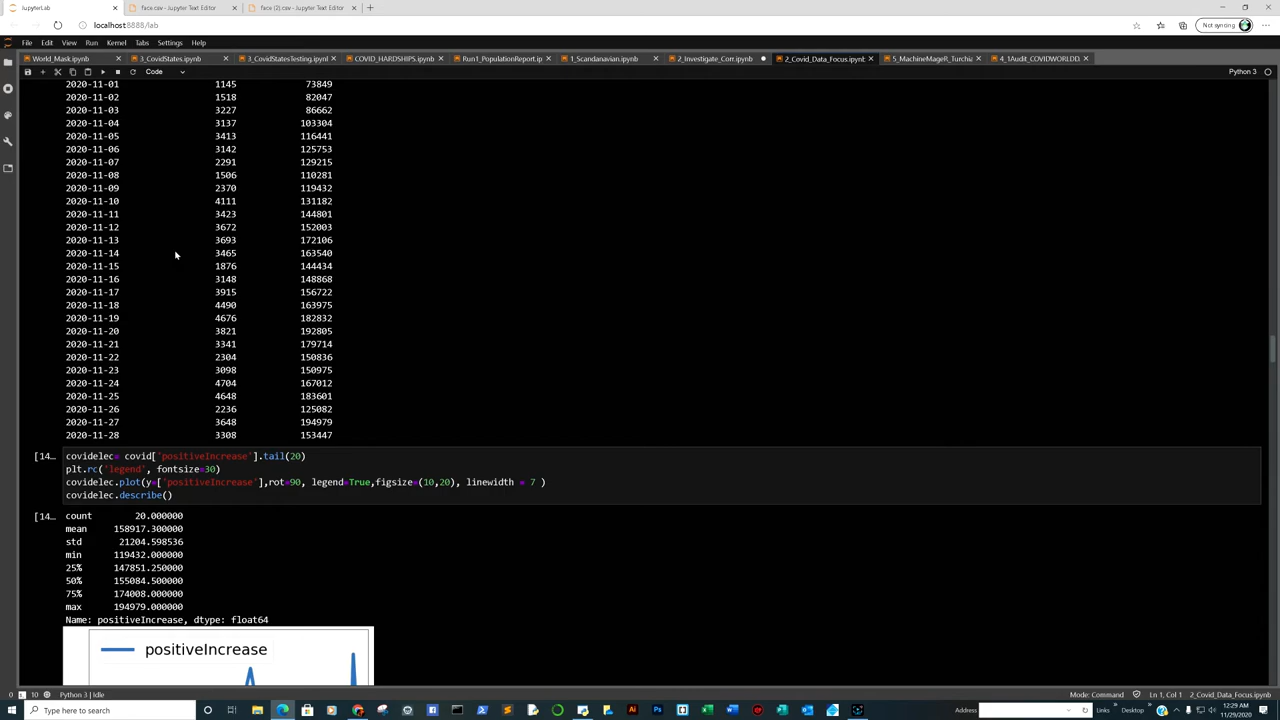 JupyterLab
face.csv - Jupyter Text Editor
face (2).csv - Jupyter Text Editor
localhost:8888/lab
Not syncing
File Edit View Run Kernel Tabs Settings Help
World_Mask.ipynb
3_CovidStates.ipynb
3_CovidStatesTesting.ipynl
COVID_HARDSHIPS.ipynb
Run1_PopulationReport.ip
1_Scandanavian.ipynb
2_Investigate_Corr.ipynb
2_Covid_Data_Focus.ipynb
5_MachineMageR_Turchia
4_1Audit_COVIDWORLDD.
Code
Python 3
2020-11-01 1145 73849
2020-11-02 1518 82047
2020-11-03 3227 86662
2020-11-04 3137 103304
2020-11-05 3413 116441
2020-11-06 3142 125753
2020-11-07 2291 129215
2020-11-08 1506 110281
2020-11-09 2370 119432
2020-11-10 4111 131182
2020-11-11 3423 144801
2020-11-12 3672 152003
2020-11-13 3693 172106
2020-11-14 3465 163540
2020-11-15 1876 144434
2020-11-16 3148 148868
2020-11-17 3915 156722
2020-11-18 4490 163975
2020-11-19 4676 182832
2020-11-20 3821 192805
2020-11-21 3341 179714
2020-11-22 2304 150836
2020-11-23 3098 150975
2020-11-24 4704 167012
2020-11-25 4648 183601
2020-11-26 2236 125082
2020-11-27 3648 194979
2020-11-28 3308 153447
[14... covidelec= covid['positiveIncrease'].tail(20)
plt.rc('legend', fontsize=30)
covidelec.plot(y=['positiveIncrease'],rot=90, legend=True,figsize=(10,20), linewidth = 7 )
covidelec.describe()
[14... count 20.000000
mean 158917.300000
std 21204.598536
min 119432.000000
25% 147851.250000
50% 155084.500000
75% 174008.000000
max 194979.000000
Name: positiveIncrease, dtype: float64
positiveIncrease
0 10 Python 3 | Idle
Mode: Command Ln 1, Col 1 2_Covid_Data_Focus.ipynb
Type here to search
Address
Links
Desktop
12:29 AM
11/29/2020